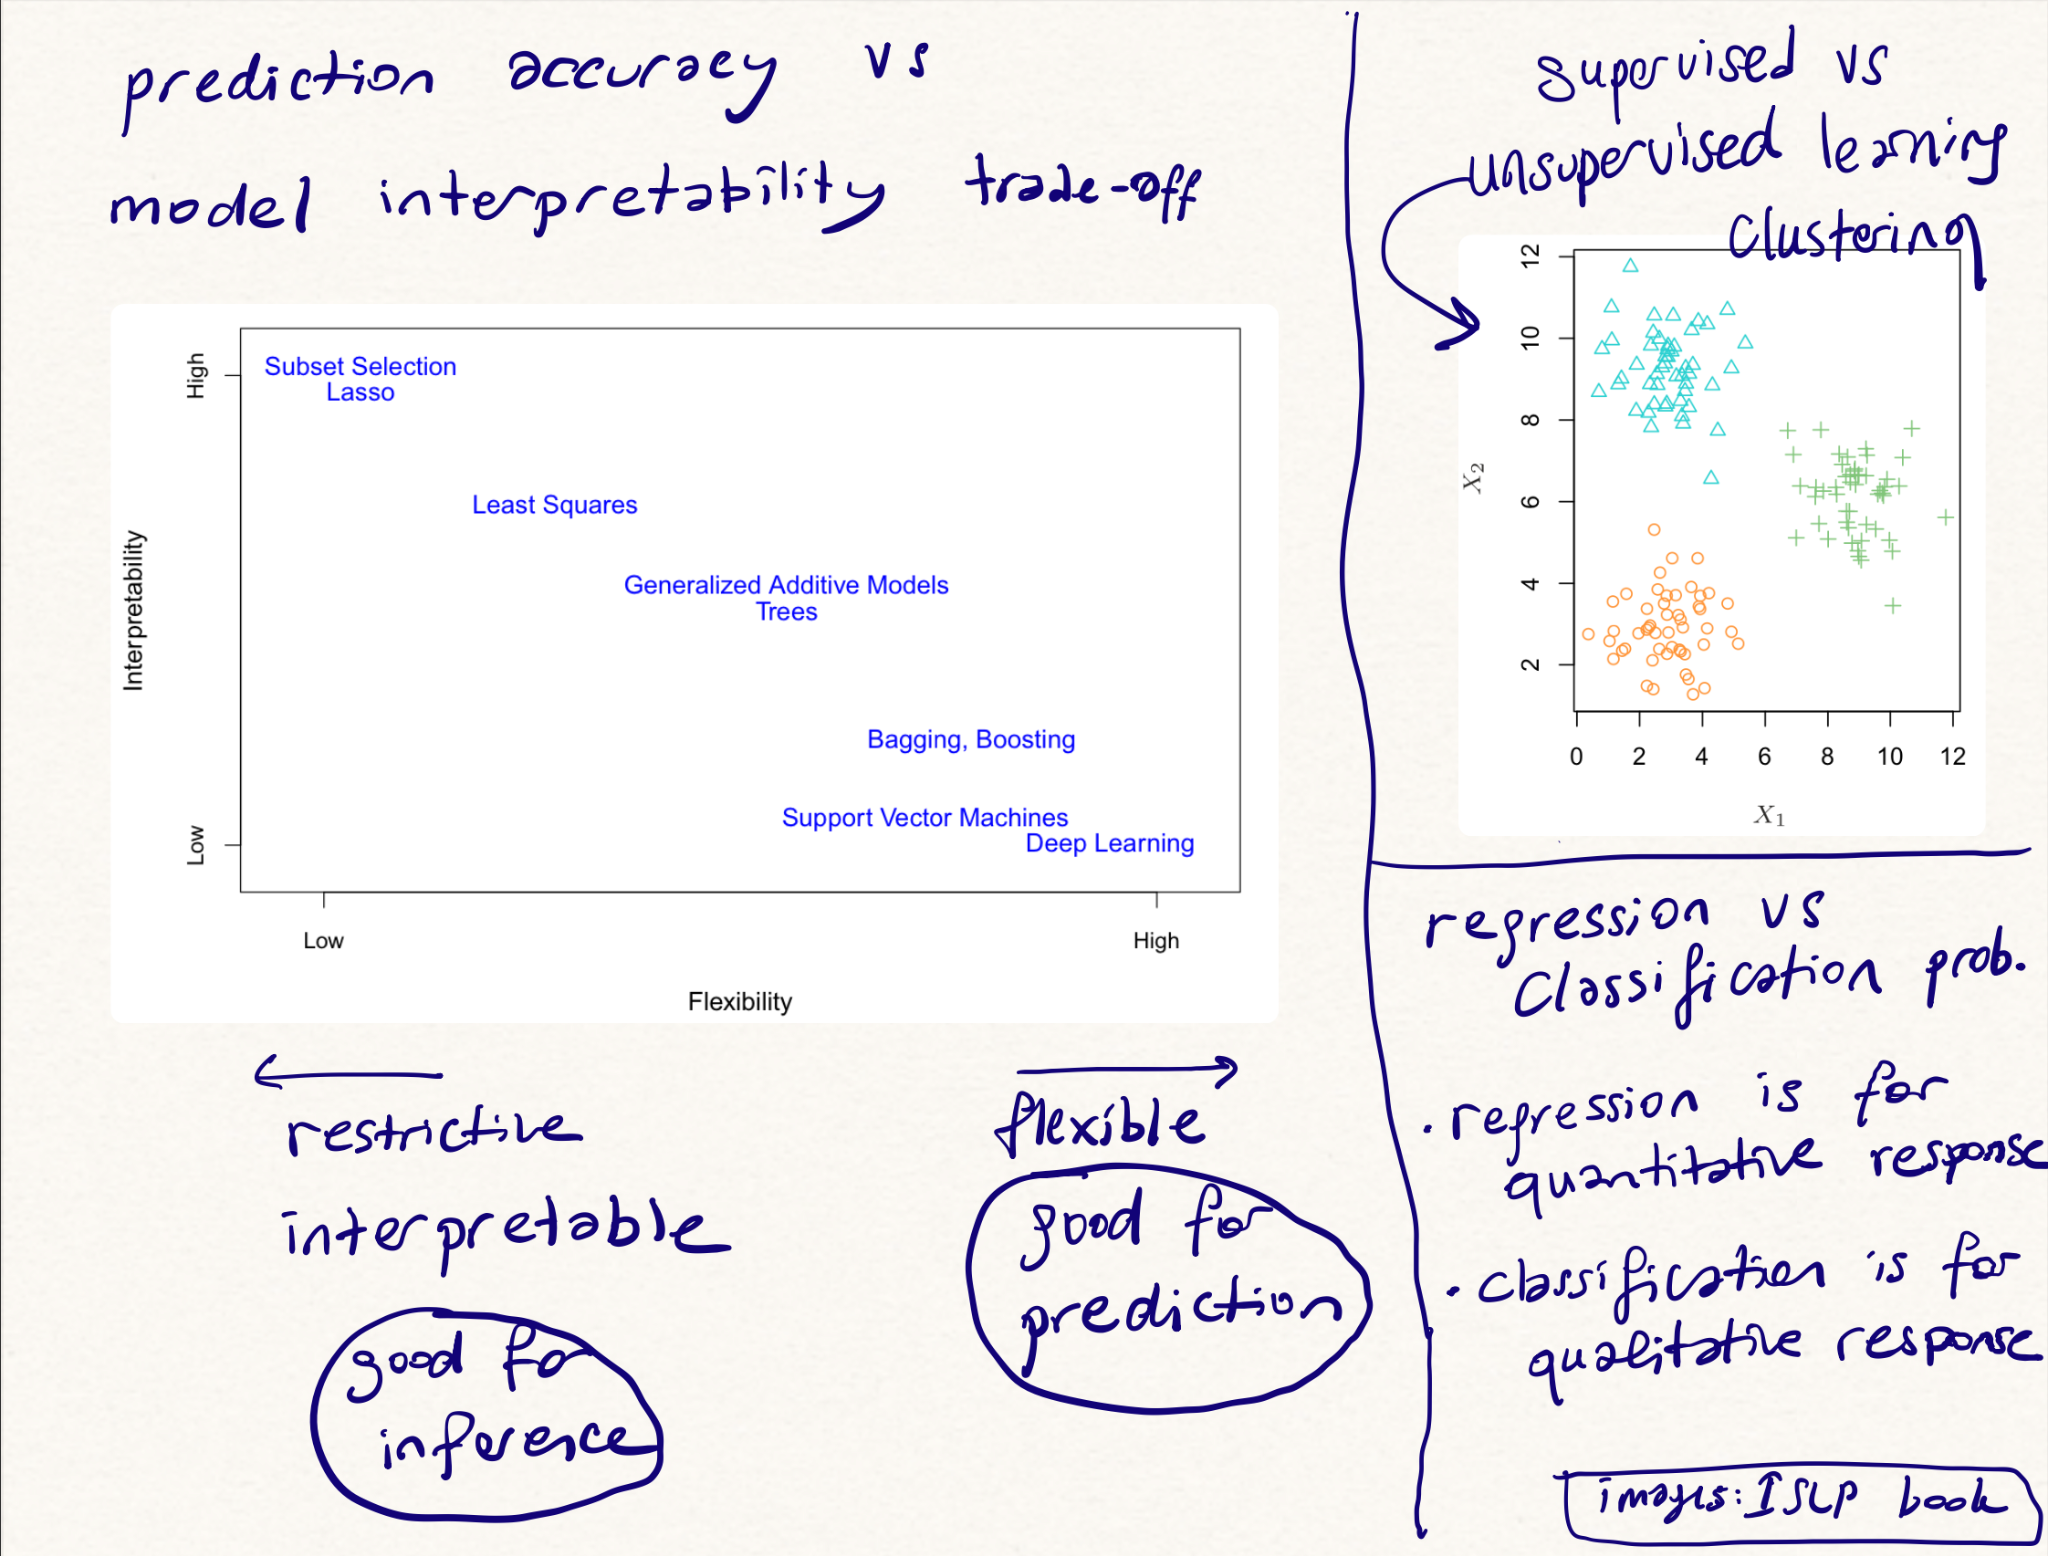 prediction accuracy vs
model interpretability trade-off
High
Subset Selection
Lasso
Least Squares
Interpretability
Generalized Additive Models
Trees
Bagging, Boosting
Support Vector Machines
Low
Deep Learning
Low High
Flexibility
restrictive
interpretable
good for
inference
flexible
good for
prediction
supervised vs
unsupervised learning
Clustering
12
10
8
X2
6
4
2
0 2 4 6 8 10 12
X1
regression vs
Classification prob.
• regression is for
quantitative response
• classification is for
qualitative response
images: ISLP book